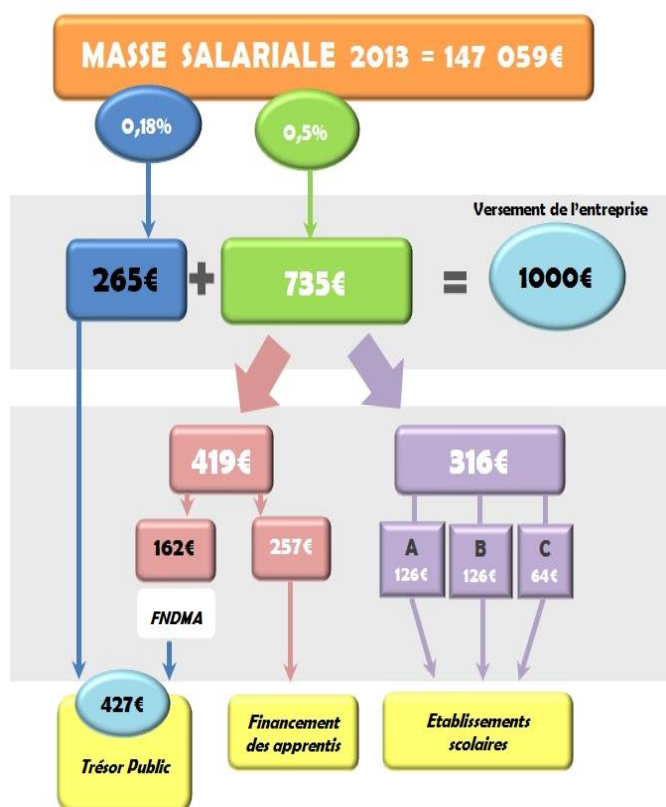 MASSE SALARIALE 2013 = 147 059€
0,18%
0,5%
Versement de l'entreprise
265€
+
735€
=
1000€
419€
316€
162€
257€
A
126€
B
126€
C
64€
FNDMA
427€
Trésor Public
Financement
des apprentis
Etablissements
scolaires